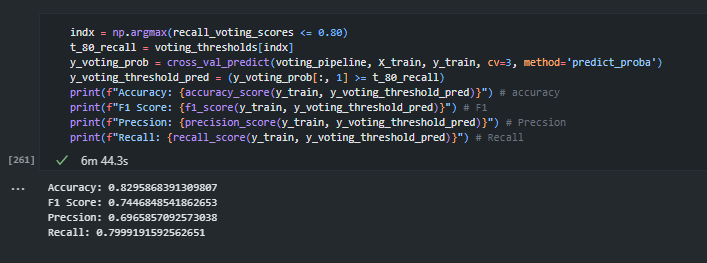 indx = np.argmax(recall_voting_scores <= 0.80)
t_80_recall = voting_thresholds[indx]
y_voting_prob = cross_val_predict(voting_pipeline, X_train, y_train, cv=3, method='predict_proba')
y_voting_threshold_pred = (y_voting_prob[:, 1] >= t_80_recall)
print(f"Accuracy: {accuracy_score(y_train, y_voting_threshold_pred)}") # accuracy
print(f"F1 Score: {f1_score(y_train, y_voting_threshold_pred)}") # F1
print(f"Precsion: {precision_score(y_train, y_voting_threshold_pred)}") # Precsion
print(f"Recall: {recall_score(y_train, y_voting_threshold_pred)}") # Recall
[261] ✓ 6m 44.3s
... Accuracy: 0.8295868391309807
F1 Score: 0.7446848541862653
Precsion: 0.6965857092573038
Recall: 0.7999191592562651